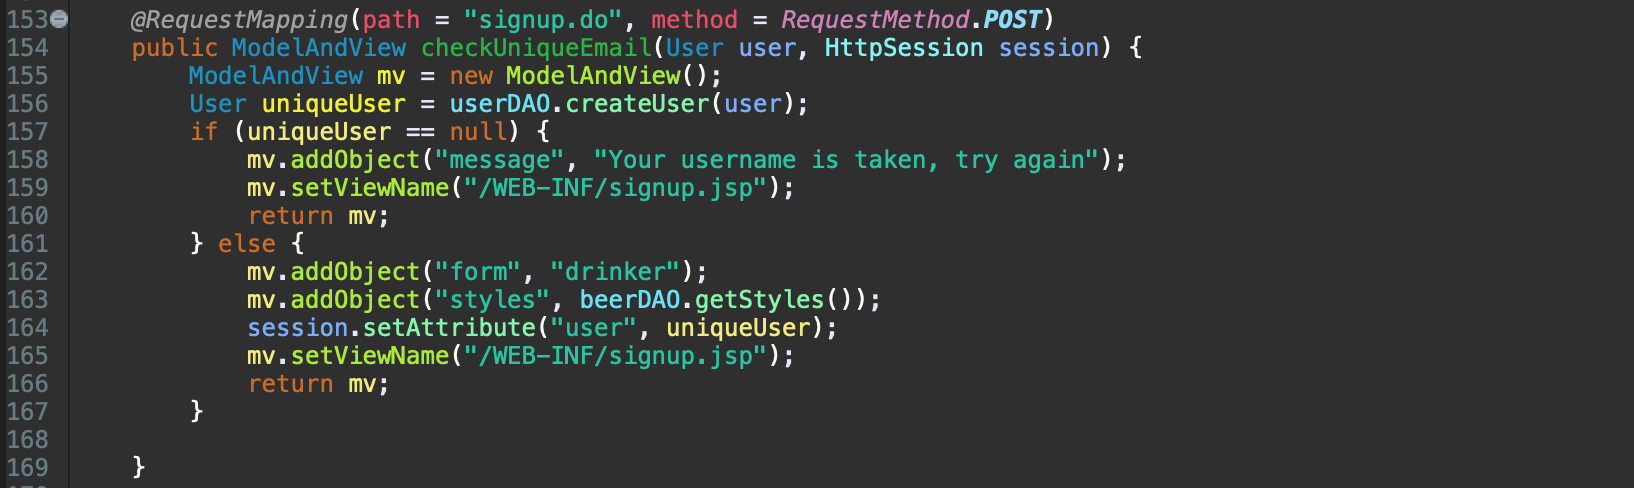 153 @RequestMapping(path = "signup.do", method = RequestMethod.POST)
154 public ModelAndView checkUniqueEmail(User user, HttpSession session) {
155 ModelAndView mv = new ModelAndView();
156 User uniqueUser = userDAO.createUser(user);
157 if (uniqueUser == null) {
158 mv.addObject("message", "Your username is taken, try again");
159 mv.setViewName("/WEB-INF/signup.jsp");
160 return mv;
161 } else {
162 mv.addObject("form", "drinker");
163 mv.addObject("styles", beerDAO.getStyles());
164 session.setAttribute("user", uniqueUser);
165 mv.setViewName("/WEB-INF/signup.jsp");
166 return mv;
167 }
168
169 }